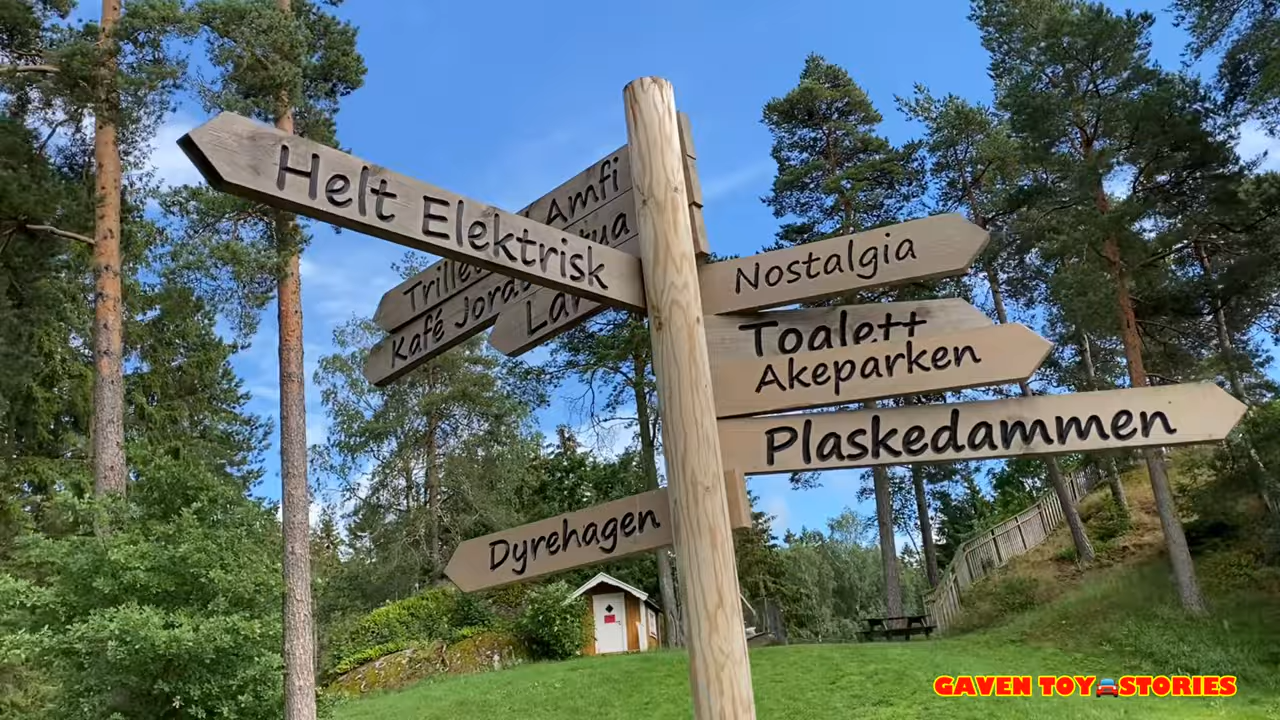 Helt Elektrisk
Amfi
Kafé
Nostalgia
Toalett
Akeparken
Plaskedammen
Dyrehagen
GAVEN TOY STORIES